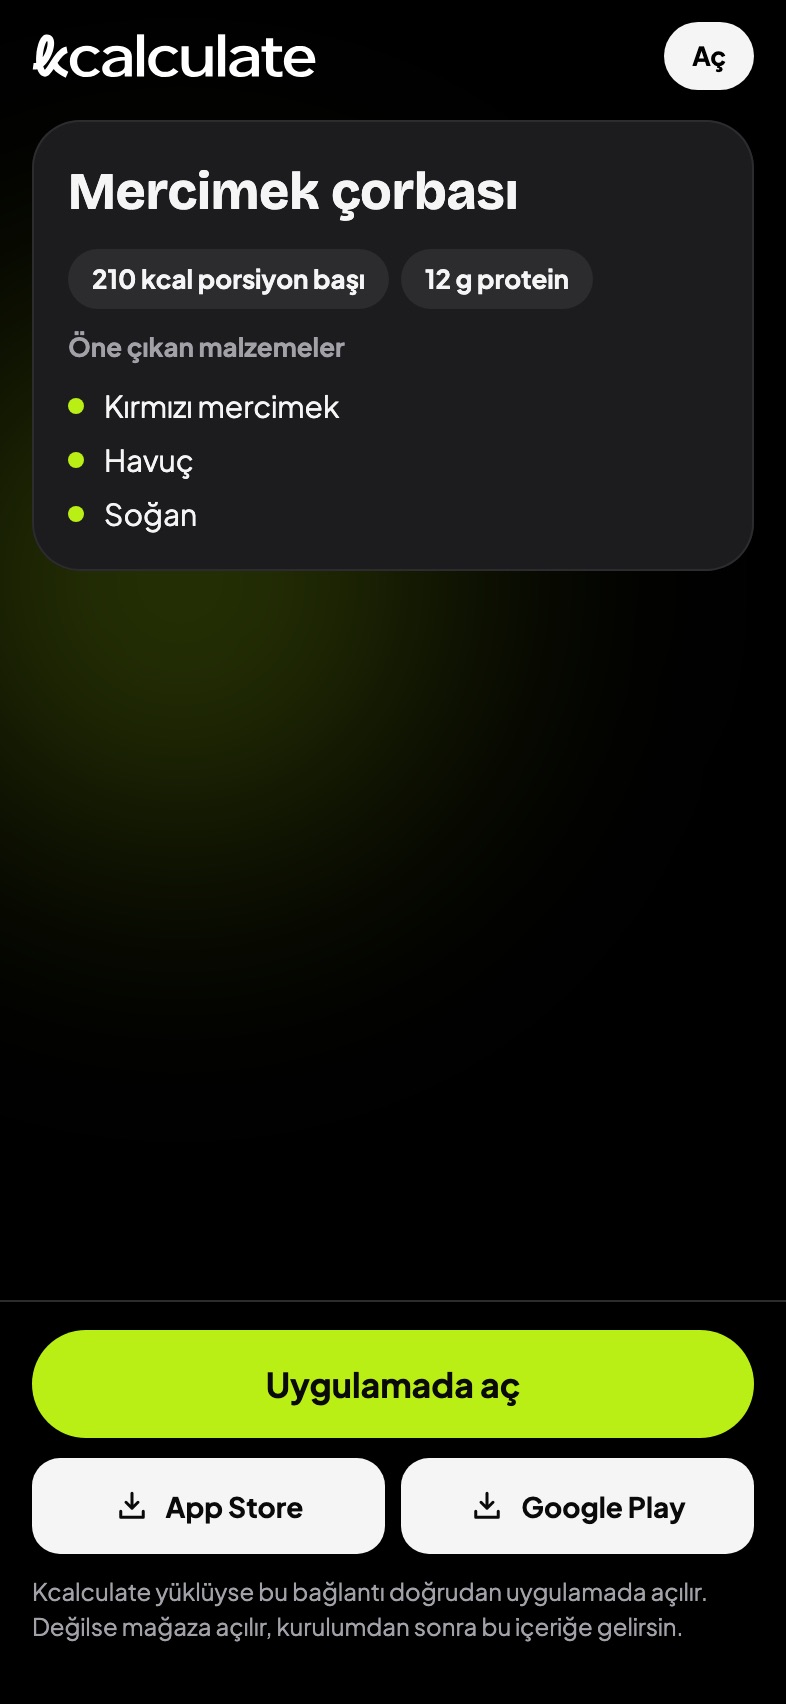 kcalculate
Aç
Mercimek çorbası
210 kcal porsiyon başı
12 g protein
Öne çıkan malzemeler
Kırmızı mercimek
Havuç
Soğan
Uygulamada aç
App Store
Google Play
Kcalculate yüklüyse bu bağlantı doğrudan uygulamada açılır.
Değilse mağaza açılır, kurulumdan sonra bu içeriğe gelirsin.